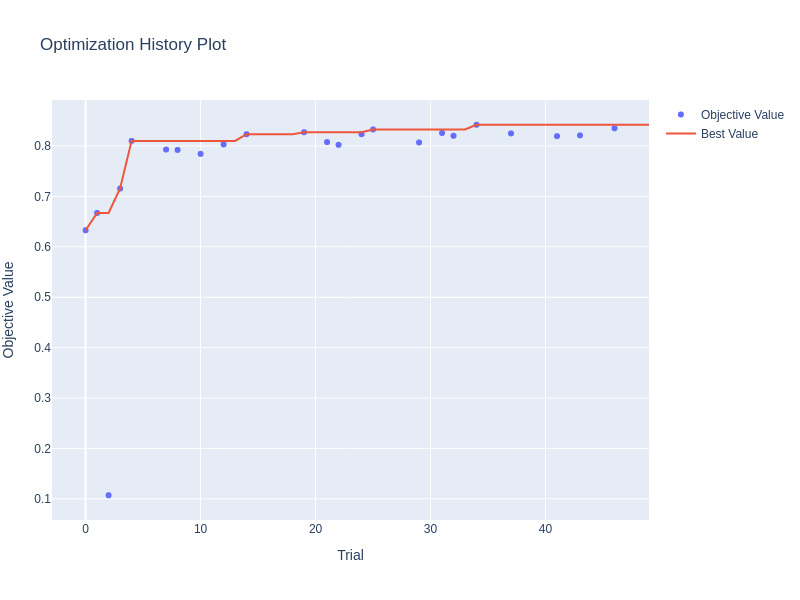 Optimization History Plot
Objective Value
Best Value
0.8
0.7
0.6
0.5
0.4
0.3
0.2
0.1
Objective Value
0
10
20
30
40
Trial